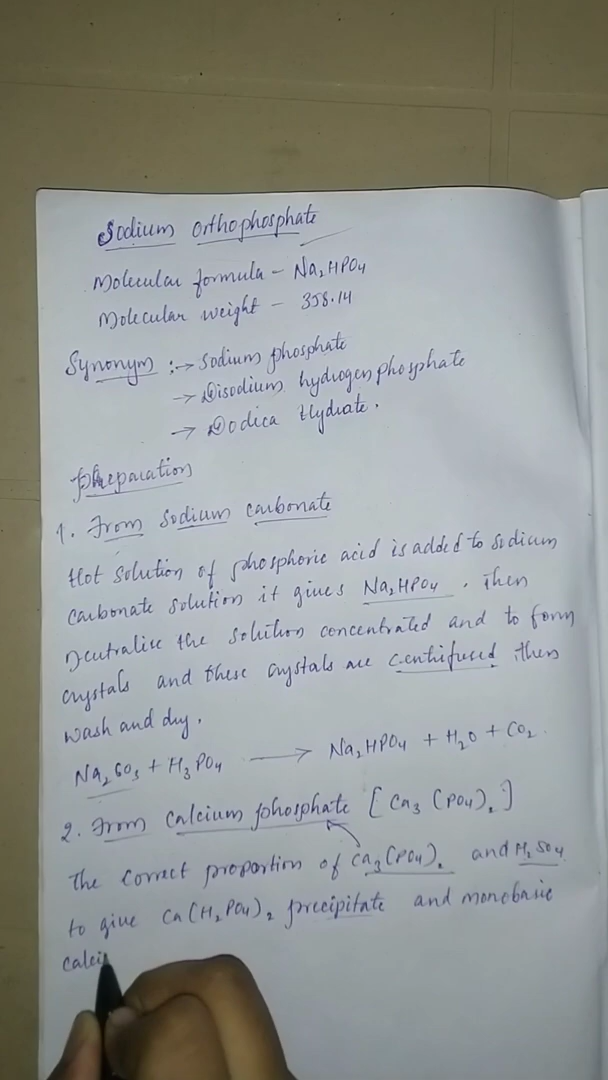 Sodium orthophosphate
Molecular formula - Na₂HPO₄
Molecular weight - 358.14
Synonym :→ Sodium phosphate
→ Disodium hydrogen phosphate
→ Dodica Hydrate.
Preparation
1. From Sodium carbonate
Hot solution of phosphoric acid is added to sodium
carbonate solution it gives Na₂HPO₄. Then
Neutralise the solution concentrated and to form
crystals and these crystals are centrifused then
wash and dry.
Na₂CO₃ + H₃PO₄ → Na₂HPO₄ + H₂O + CO₂.
2. From Calcium phosphate [Ca₃(PO₄)₂]
The correct proportion of Ca₃(PO₄)₂ and H₂SO₄
to give Ca(H₂PO₄)₂ precipitate and monobasic
calci